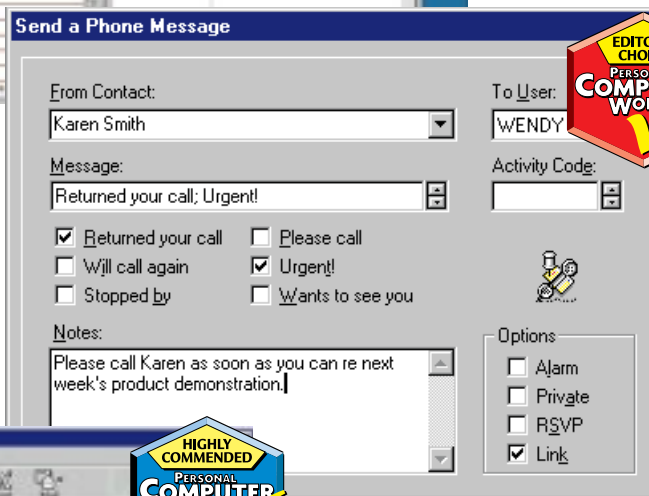 Send a Phone Message
From Contact:
Karen Smith
To User:
WENDY
Message:
Returned your call; Urgent!
Activity Code:
Returned your call
Please call
Will call again
Urgent!
Stopped by
Wants to see you
Notes:
Please call Karen as soon as you can re next
week's product demonstration.
Options
Alarm
Private
RSVP
Link
HIGHLY
COMMENDED
PERSONAL
COMPUTER